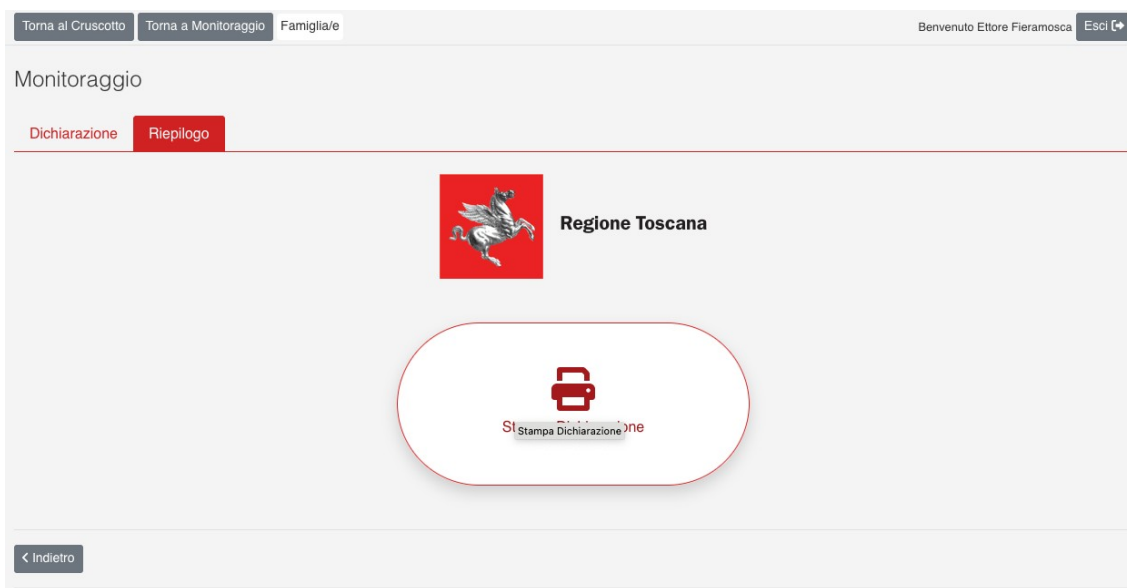 Torna al Cruscotto Torna a Monitoraggio Famiglia/e Benvenuto Ettore Fieramosca Esci
Monitoraggio
Dichiarazione Riepilogo
Regione Toscana
Stampa Dichiarazione
Indietro